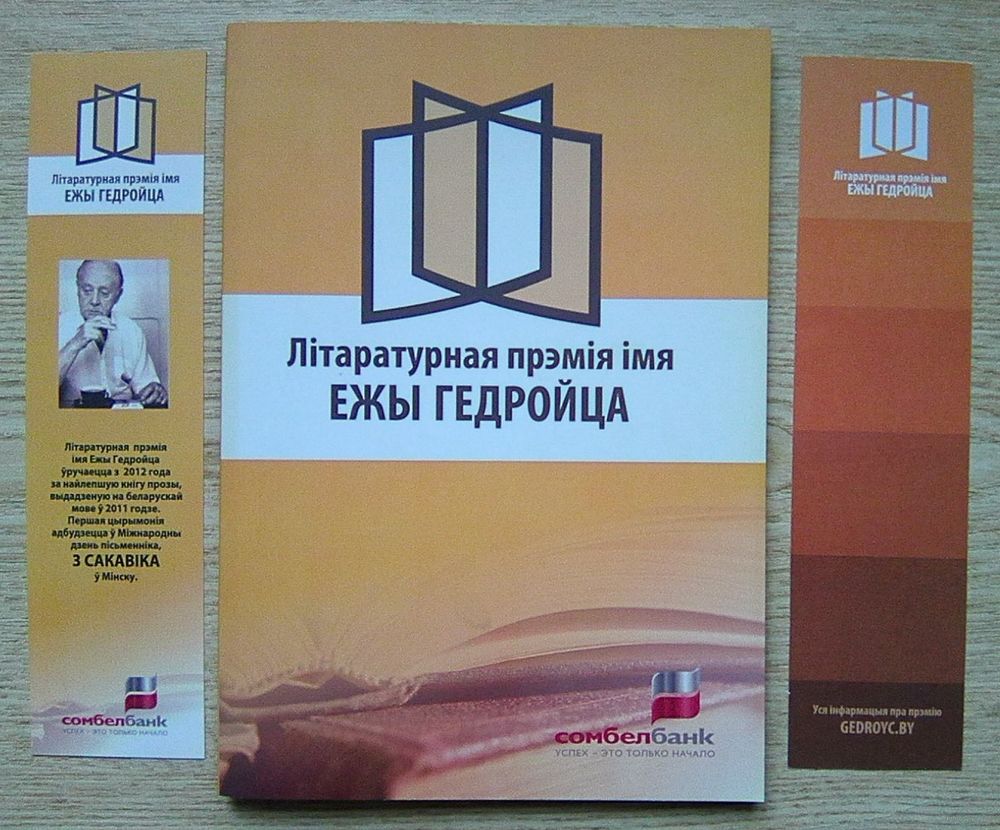 Літаратурная прэмія імя
ЕЖЫ ГЕДРОЙЦА
Літаратурная прэмія
імя Ежы Гедройца
ўручаецца з 2012 года
за найлепшую кнігу прозы,
выдадзеную на беларускай
мове ў 2011 годзе.
Першая цырымонія
адбудзецца ў Міжнародны
дзень пісьменніка,
3 САКАВІКА
ў Мінску.
сомбелбанк
УСПЕХ – ЭТО ТОЛЬКО НАЧАЛО
Літаратурная прэмія імя
ЕЖЫ ГЕДРОЙЦА
сомбелбанк
УСПЕХ – ЭТО ТОЛЬКО НАЧАЛО
Літаратурная прэмія імя
ЕЖЫ ГЕДРОЙЦА
Уся інфармацыя пра прэмію
GEDROYC.BY